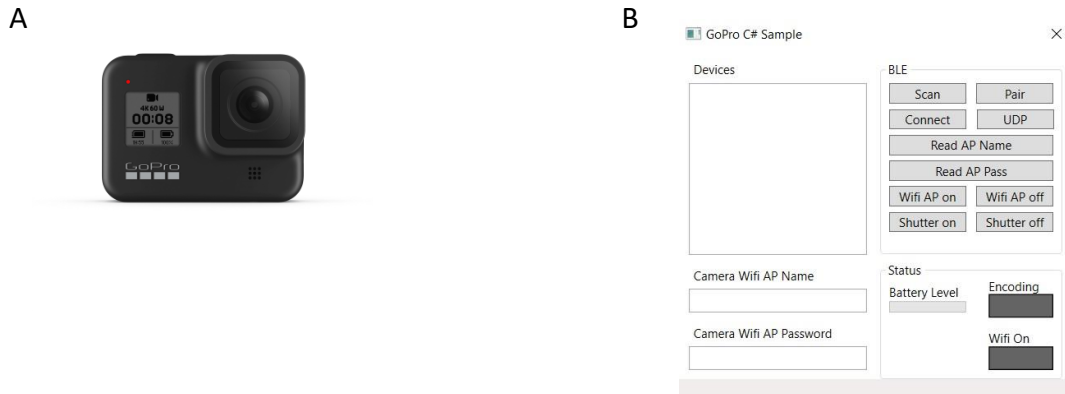 A
4K 60 W
00:08
GoPro
B
GoPro C# Sample
Devices
BLE
Scan
Pair
Connect
UDP
Read AP Name
Read AP Pass
Wifi AP on
Wifi AP off
Shutter on
Shutter off
Camera Wifi AP Name
Status
Battery Level
Encoding
Camera Wifi AP Password
Wifi On